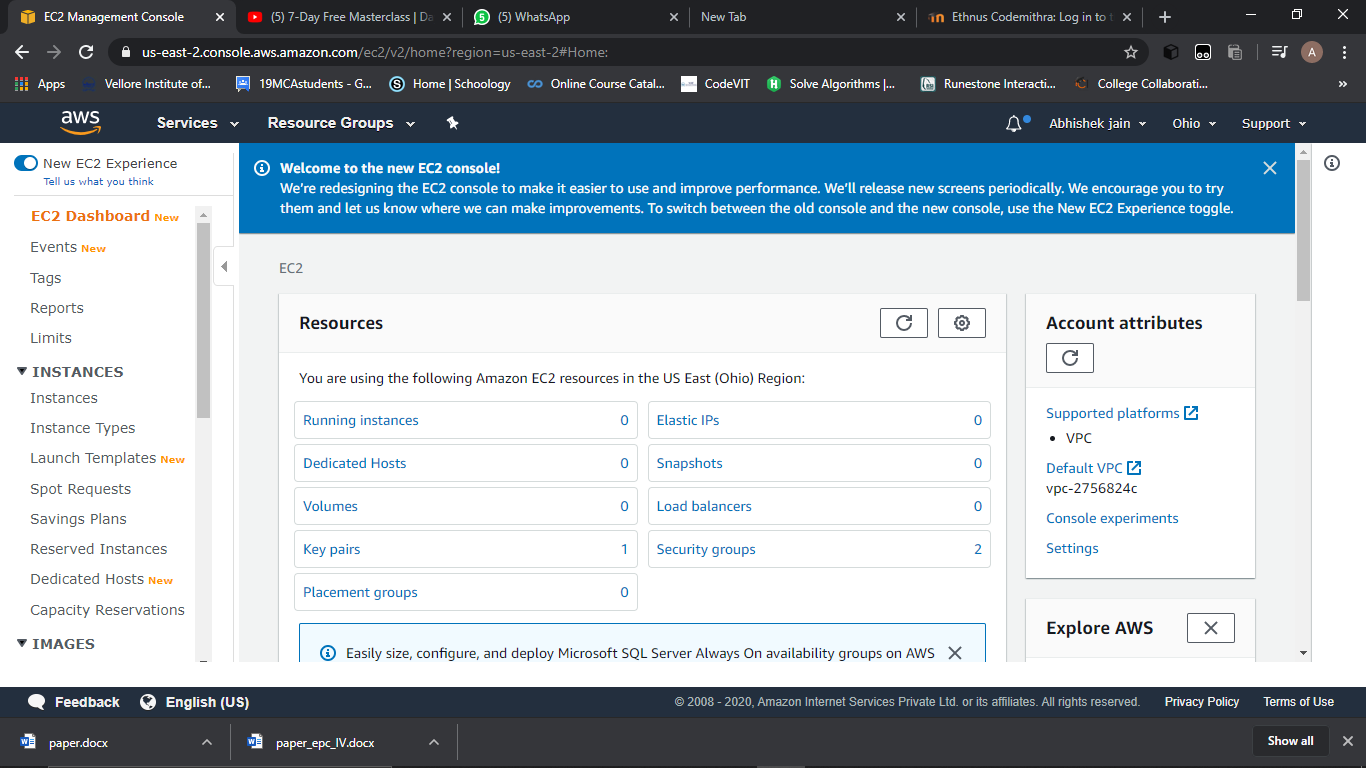 EC2 Management Console
(5) 7-Day Free Masterclass | Da
(5) WhatsApp
New Tab
Ethnus Codemithra: Log in to t
us-east-2.console.aws.amazon.com/ec2/v2/home?region=us-east-2#Home:
A
Apps
Vellore Institute of...
19MCAstudents - G...
Home | Schoology
Online Course Catal...
CodeVIT
Solve Algorithms |...
Runestone Interacti...
College Collaborati...
»
aws
Services
Resource Groups
Abhishek jain
Ohio
Support
New EC2 Experience
Tell us what you think
EC2 Dashboard New
Events New
Tags
Reports
Limits
INSTANCES
Instances
Instance Types
Launch Templates New
Spot Requests
Savings Plans
Reserved Instances
Dedicated Hosts New
Capacity Reservations
IMAGES
Welcome to the new EC2 console!
We're redesigning the EC2 console to make it easier to use and improve performance. We'll release new screens periodically. We encourage you to try
them and let us know where we can make improvements. To switch between the old console and the new console, use the New EC2 Experience toggle.
EC2
Resources
You are using the following Amazon EC2 resources in the US East (Ohio) Region:
Running instances 0
Elastic IPs 0
Dedicated Hosts 0
Snapshots 0
Volumes 0
Load balancers 0
Key pairs 1
Security groups 2
Placement groups 0
Easily size, configure, and deploy Microsoft SQL Server Always On availability groups on AWS
Account attributes
Supported platforms
• VPC
Default VPC
vpc-2756824c
Console experiments
Settings
Explore AWS
Feedback
English (US)
© 2008 - 2020, Amazon Internet Services Private Ltd. or its affiliates. All rights reserved.
Privacy Policy
Terms of Use
paper.docx
paper_epc_IV.docx
Show all